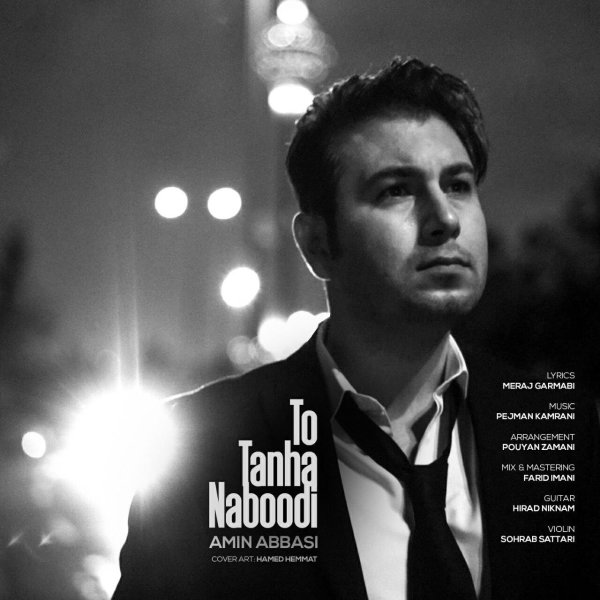 To
Tanha
Naboodi
AMIN ABBASI
COVER ART: HAMED HEMMAT
LYRICS
MERAJ GARMABI
MUSIC
PEJMAN KAMRANI
ARRANGEMENT
POUYAN ZAMANI
MIX & MASTERING
FARID IMANI
GUITAR
HIRAD NIKNAM
VIOLIN
SOHRAB SATTARI